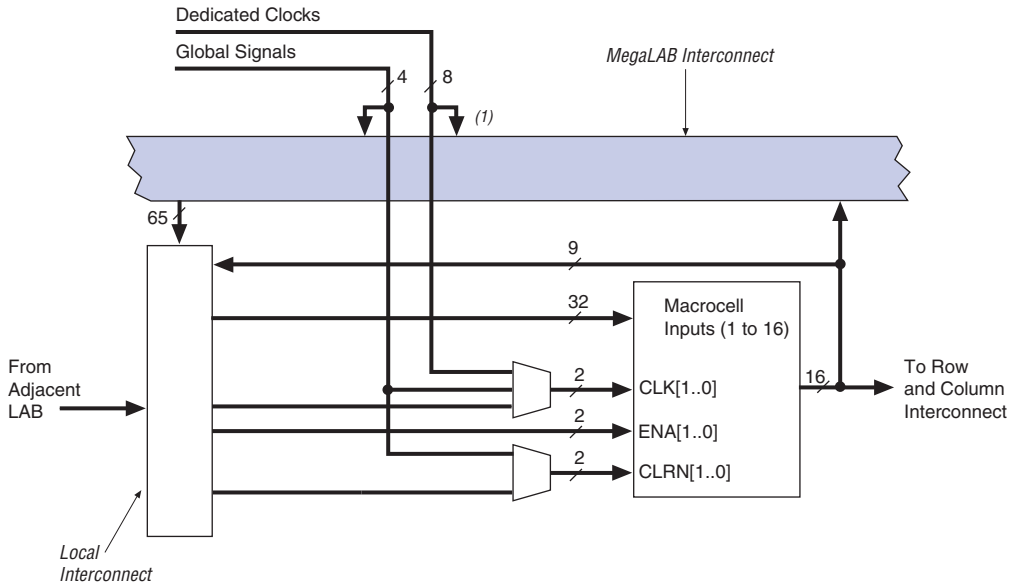 Dedicated Clocks
Global Signals
MegaLAB Interconnect
4
8
(1)
65
9
32
Macrocell
Inputs (1 to 16)
From
Adjacent
LAB
2
CLK[1..0]
16
To Row
and Column
Interconnect
2
ENA[1..0]
2
CLRN[1..0]
Local
Interconnect